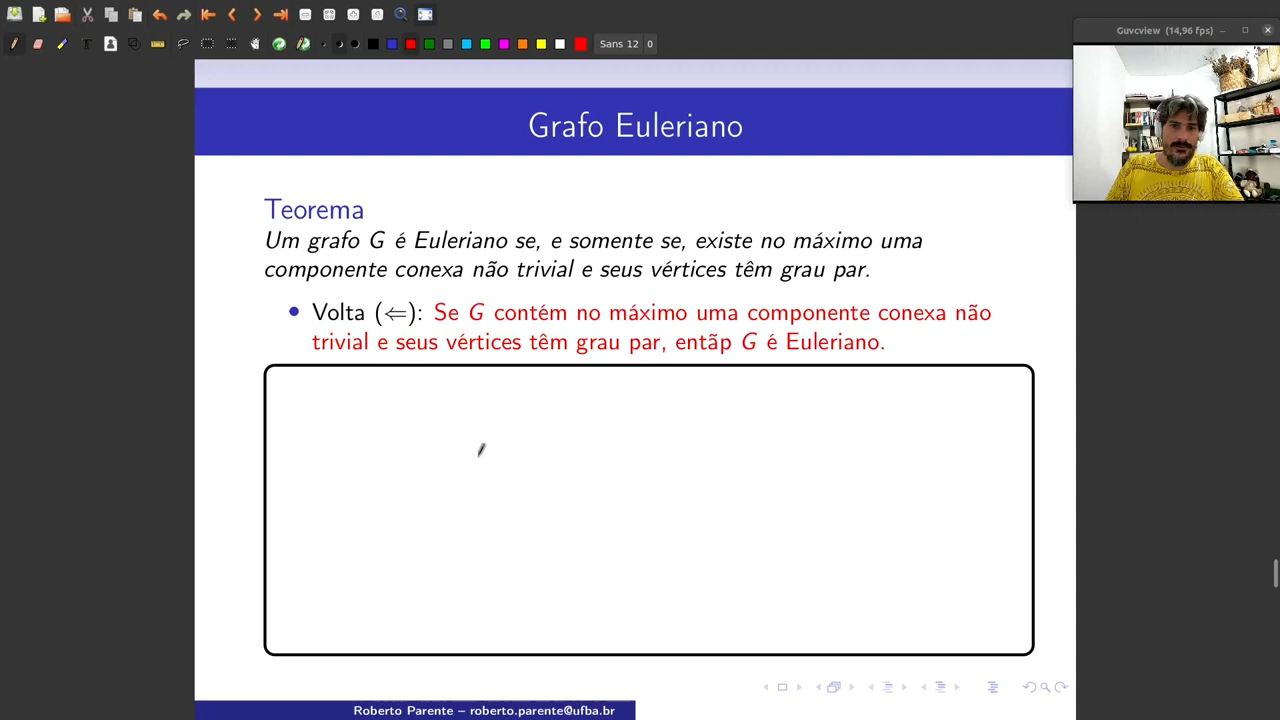 Sans 12 0
Guvcview (14,96 fps)
Grafo Euleriano
Teorema
Um grafo G é Euleriano se, e somente se, existe no máximo uma
componente conexa não trivial e seus vértices têm grau par.
• Volta (⇐): Se G contém no máximo uma componente conexa não
trivial e seus vértices têm grau par, entãp G é Euleriano.
Roberto Parente – roberto.parente@ufba.br